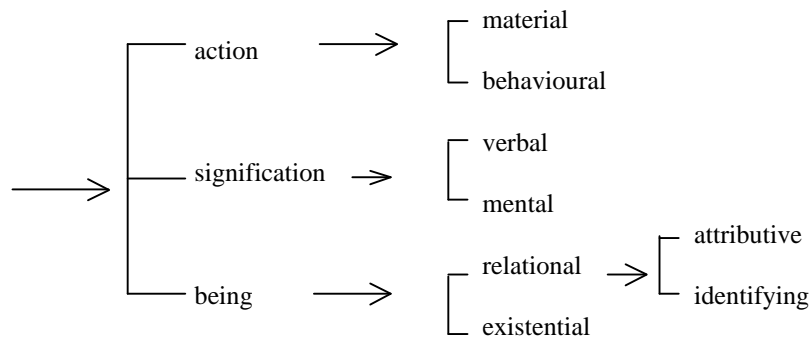 action
material
behavioural
signification
verbal
mental
being
relational
existential
attributive
identifying